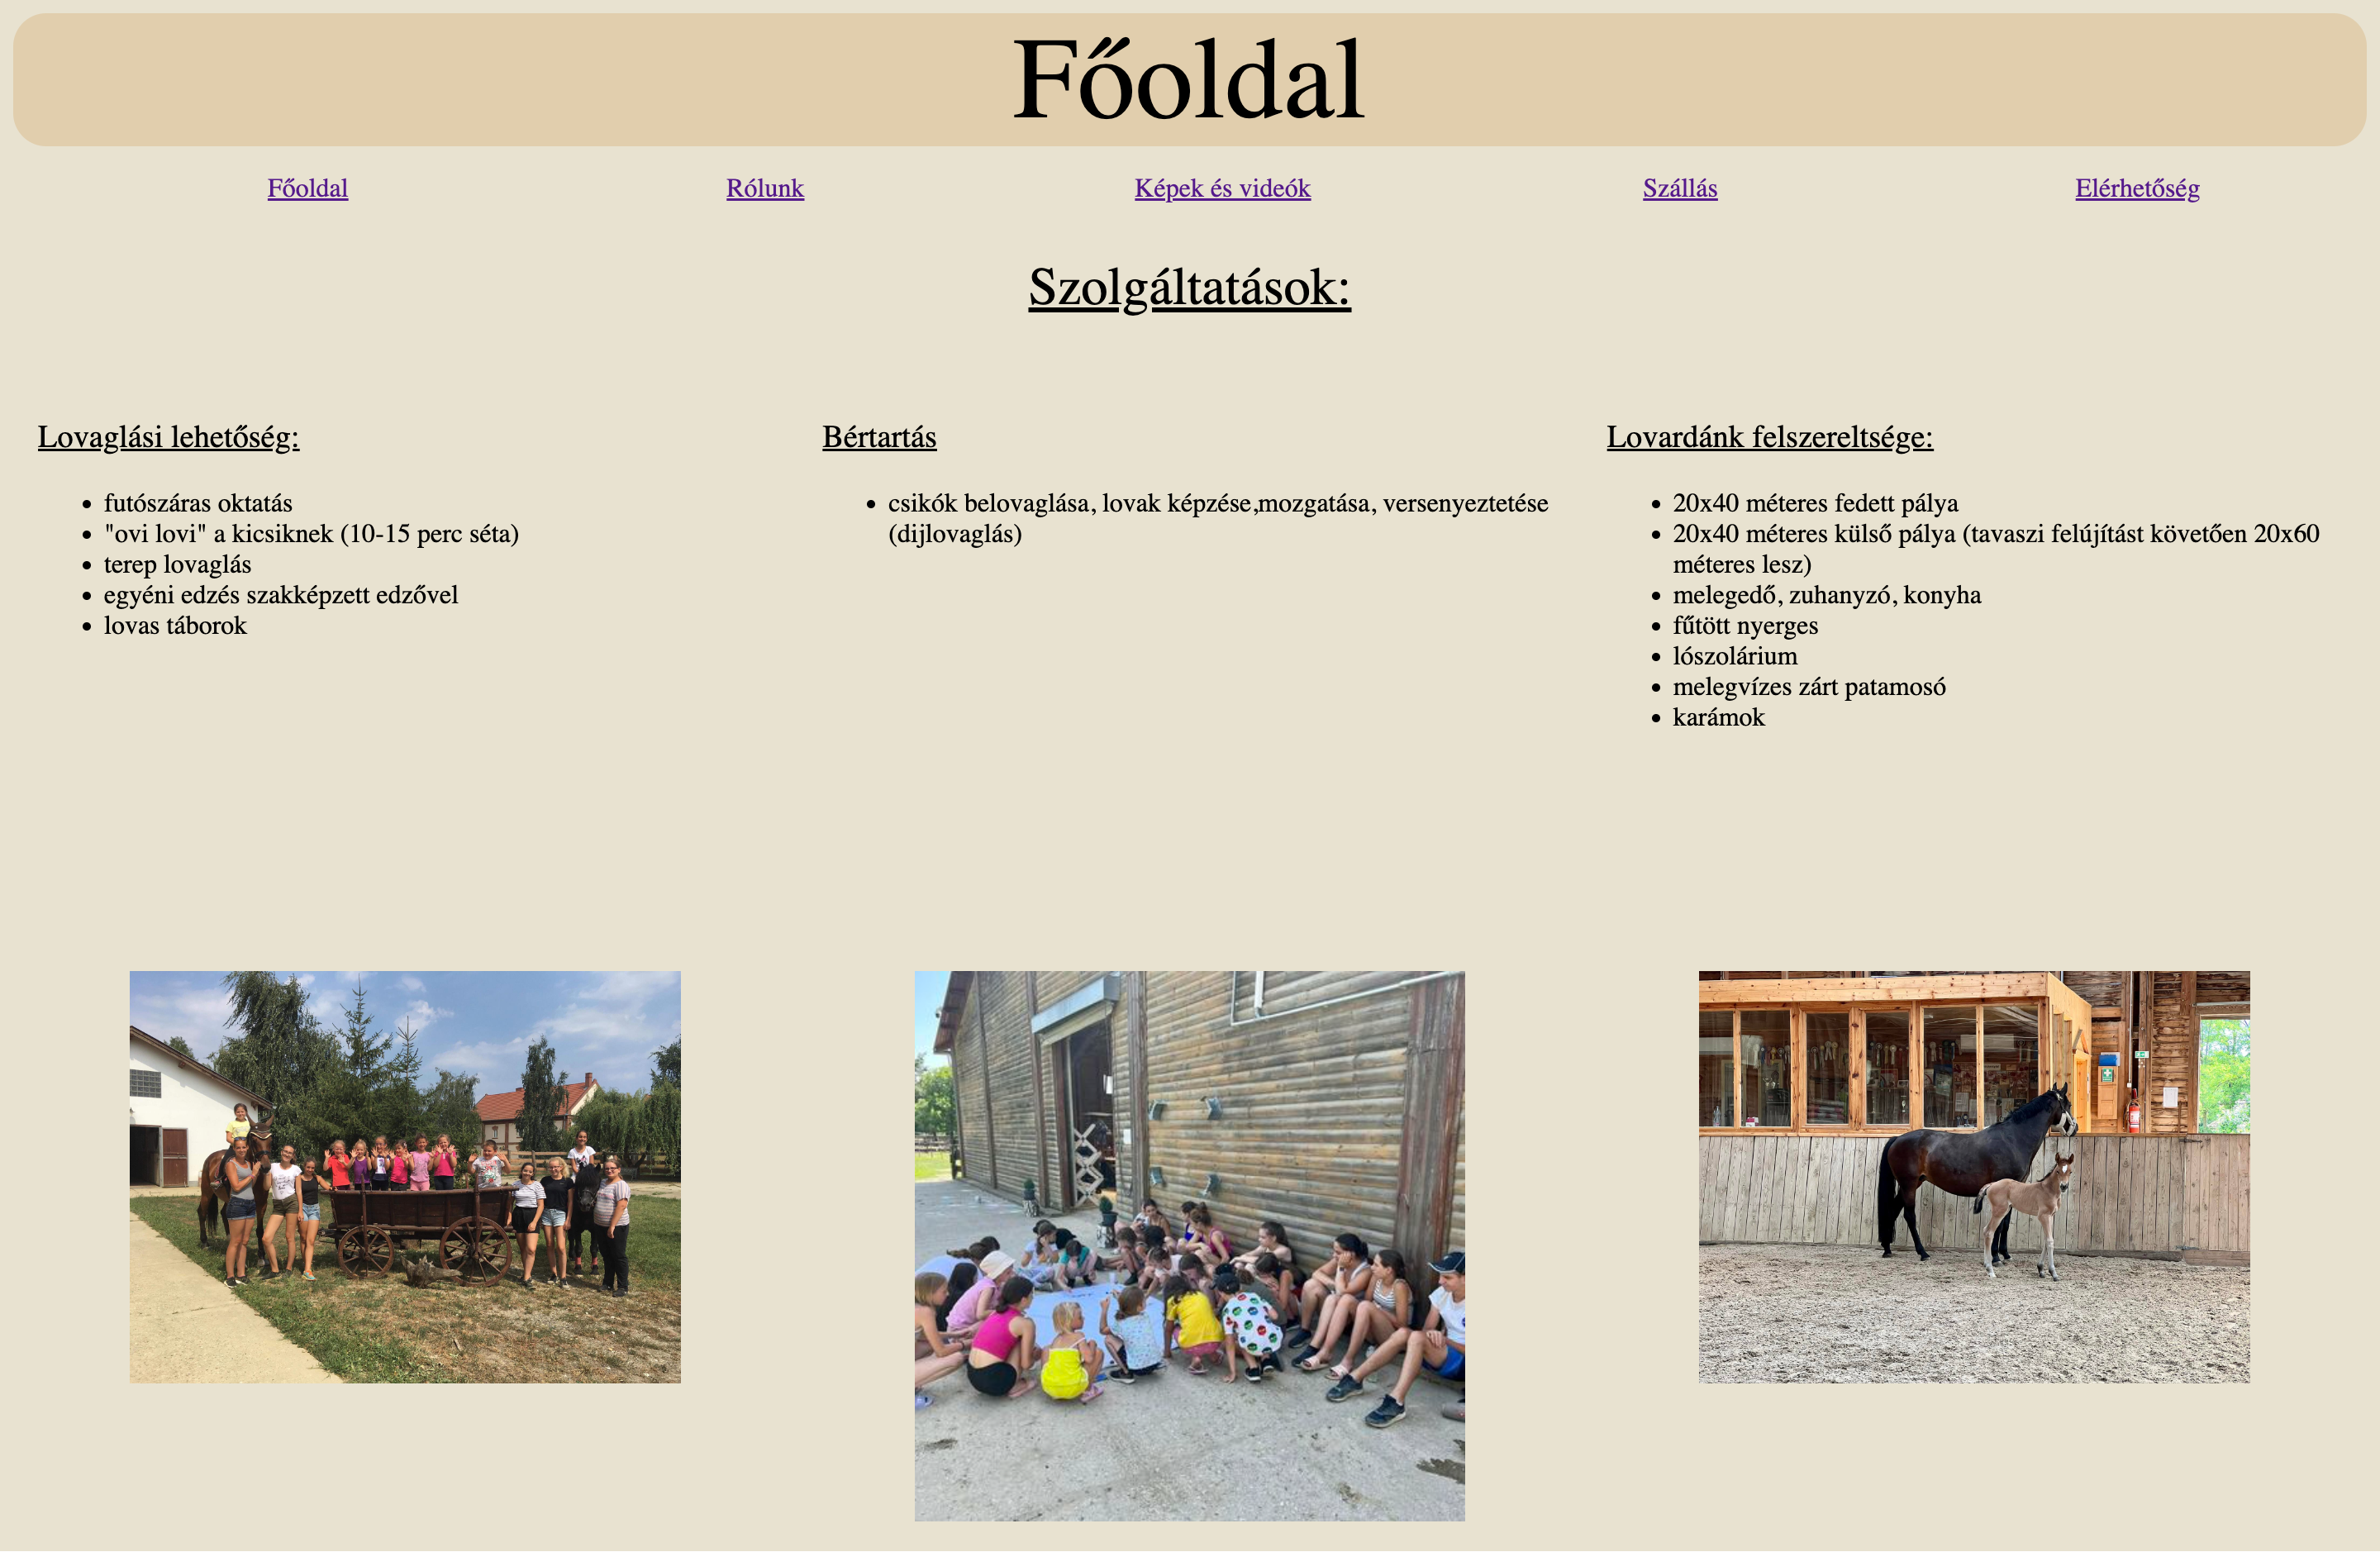 Főoldal
Főoldal
Rólunk
Képek és videók
Szállás
Elérhetőség
Szolgáltatások:
Lovaglási lehetőség:
futószáras oktatás
"ovi lovi" a kicsiknek (10-15 perc séta)
terep lovaglás
egyéni edzés szakképzett edzővel
lovas táborok
Bértartás
csikók belovaglása, lovak képzése,mozgatása, versenyeztetése
(dijlovaglás)
Lovardánk felszereltsége:
20x40 méteres fedett pálya
20x40 méteres külső pálya (tavaszi felújítást követően 20x60
méteres lesz)
melegedő, zuhanyzó, konyha
fűtött nyerges
lószolárium
melegvízes zárt patamosó
karámok